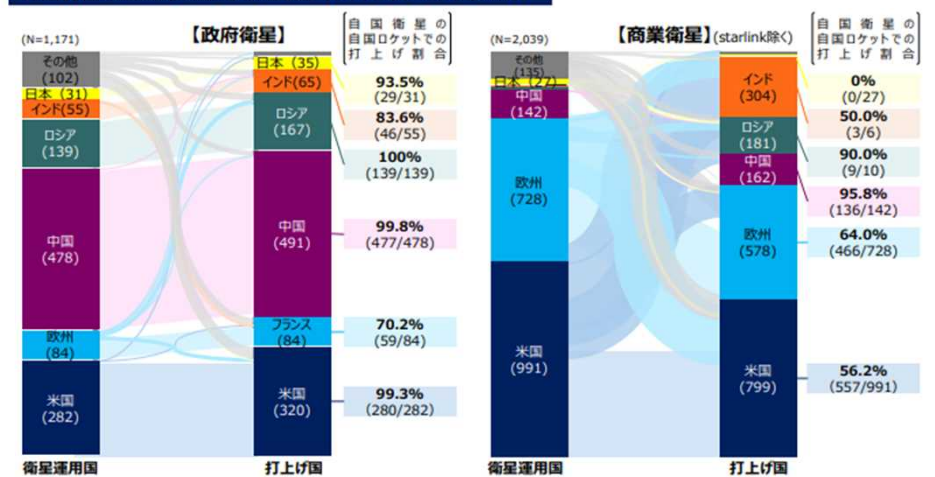 (N=1,171)
【政府衛星】
自国衛星の
自国ロケットでの
打上げ割合
その他
(102)
日本 (31)
インド(55)
ロシア
(139)
中国
(478)
欧州
(84)
米国
(282)
衛星運用国
日本 (35)
インド(65)
ロシア
(167)
中国
(491)
フランス
(84)
米国
(320)
打上げ国
93.5%
(29/31)
83.6%
(46/55)
100%
(139/139)
99.8%
(477/478)
70.2%
(59/84)
99.3%
(280/282)
(N=2,039)
【商業衛星】(starlink除く)
自国衛星の
自国ロケットでの
打上げ割合
その他
(135)
日本 (27)
中国
(142)
欧州
(728)
米国
(991)
衛星運用国
インド
(304)
ロシア
(181)
中国
(162)
欧州
(578)
米国
(799)
打上げ国
0%
(0/27)
50.0%
(3/6)
90.0%
(9/10)
95.8%
(136/142)
64.0%
(466/728)
56.2%
(557/991)